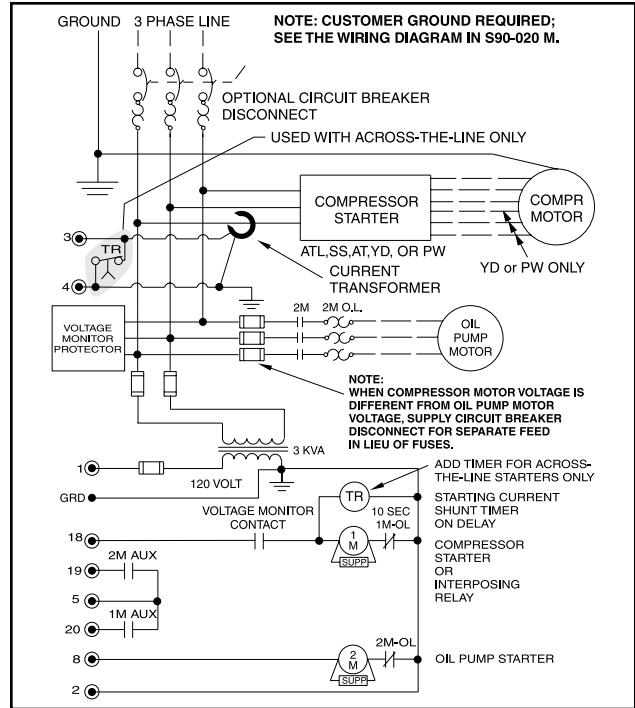 GROUND 3 PHASE LINE
NOTE: CUSTOMER GROUND REQUIRED;
SEE THE WIRING DIAGRAM IN S90-020 M.
OPTIONAL CIRCUIT BREAKER
DISCONNECT
USED WITH ACROSS-THE-LINE ONLY
COMPRESSOR
STARTER
COMPR
MOTOR
3
TR
ATL,SS,AT,YD, OR PW
YD or PW ONLY
CURRENT
TRANSFORMER
4
2M 2M O.L.
VOLTAGE
MONITOR
PROTECTOR
OIL
PUMP
MOTOR
NOTE:
WHEN COMPRESSOR MOTOR VOLTAGE IS
DIFFERENT FROM OIL PUMP MOTOR
VOLTAGE, SUPPLY CIRCUIT BREAKER
DISCONNECT FOR SEPARATE FEED
IN LIEU OF FUSES.
3 KVA
1
120 VOLT
ADD TIMER FOR ACROSS-
THE-LINE STARTERS ONLY
GRD
VOLTAGE MONITOR
CONTACT
TR
10 SEC
1M-OL
STARTING CURRENT
SHUNT TIMER
ON DELAY
18
1
M
SUPP
COMPRESSOR
STARTER
OR
INTERPOSING
RELAY
2M AUX
19
5
1M AUX
20
2M-OL
8
2
M
SUPP
OIL PUMP STARTER
2